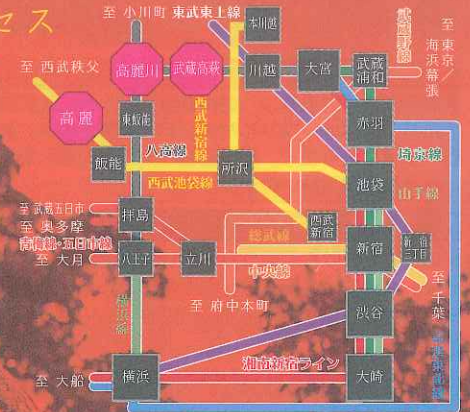 セス
至 小川町
東武東上線
本川越
武蔵野線
至 東京／海浜幕張
至 西武秩父
高麗川
武蔵高萩
川越
大宮
武蔵浦和
高麗
東飯能
西武新宿線
赤羽
八高線
埼京線
飯能
所沢
池袋
西武池袋線
山手線
至 武蔵五日市
拝島
至 奥多摩
西武新宿
青梅線・五日市線
総武線
新宿
新宿三丁目
至 大月
八王子
立川
中央線
至 府中本町
至 千葉
横浜線
渋谷
京浜東北線
湘南新宿ライン
至 大船
横浜
大崎